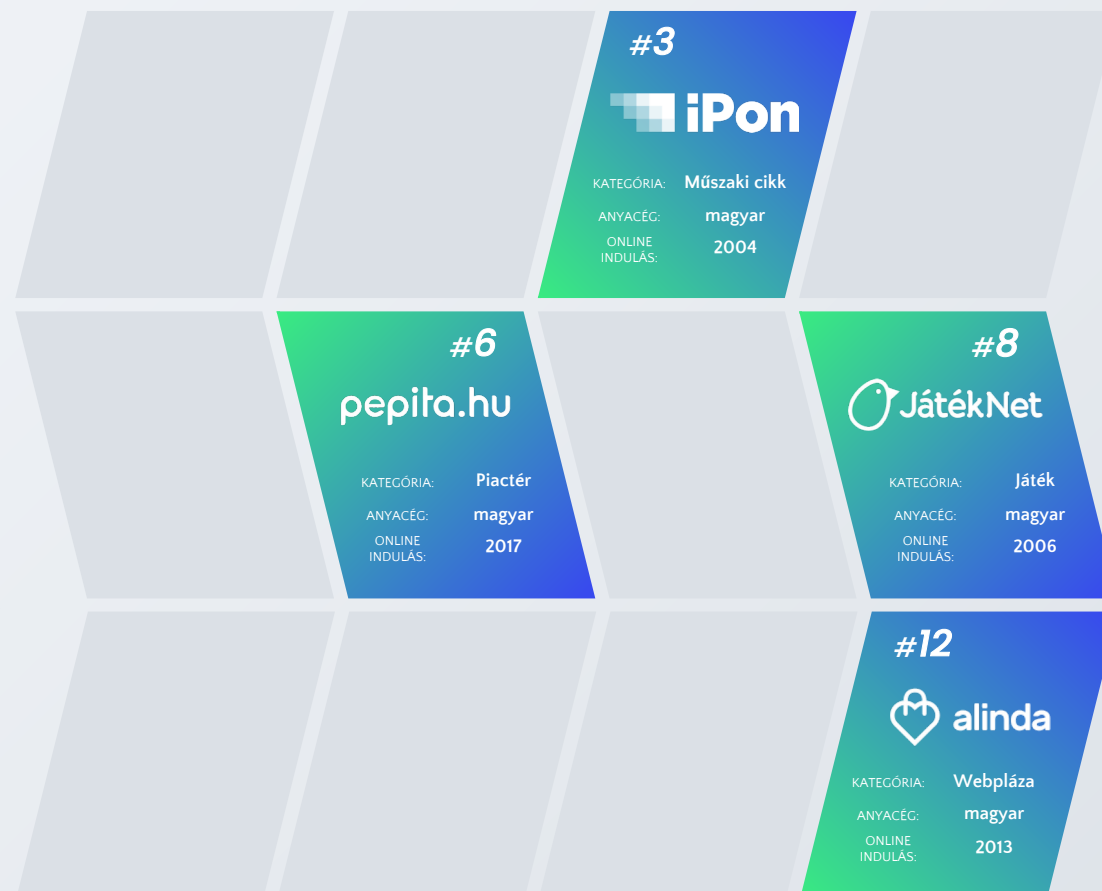 #3
iPon
KATEGÓRIA: Műszaki cikk
ANYACÉG: magyar
ONLINE INDULÁS: 2004
#6
pepita.hu
KATEGÓRIA: Piactér
ANYACÉG: magyar
ONLINE INDULÁS: 2017
#8
JátékNet
KATEGÓRIA: Játék
ANYACÉG: magyar
ONLINE INDULÁS: 2006
#12
alinda
KATEGÓRIA: Webpláza
ANYACÉG: magyar
ONLINE INDULÁS: 2013